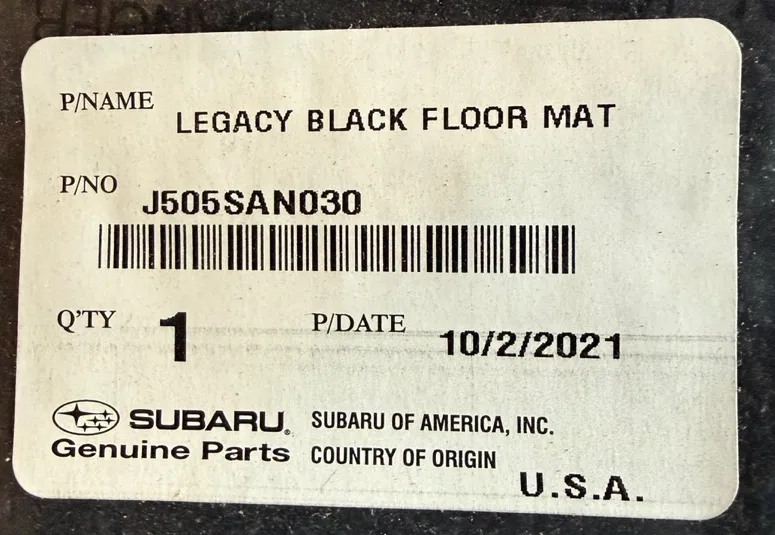 P/NAME LEGACY BLACK FLOOR MAT
P/NO J505SAN030
Q'TY 1 P/DATE 10/2/2021
SUBARU. SUBARU OF AMERICA, INC.
Genuine Parts COUNTRY OF ORIGIN
U.S.A.